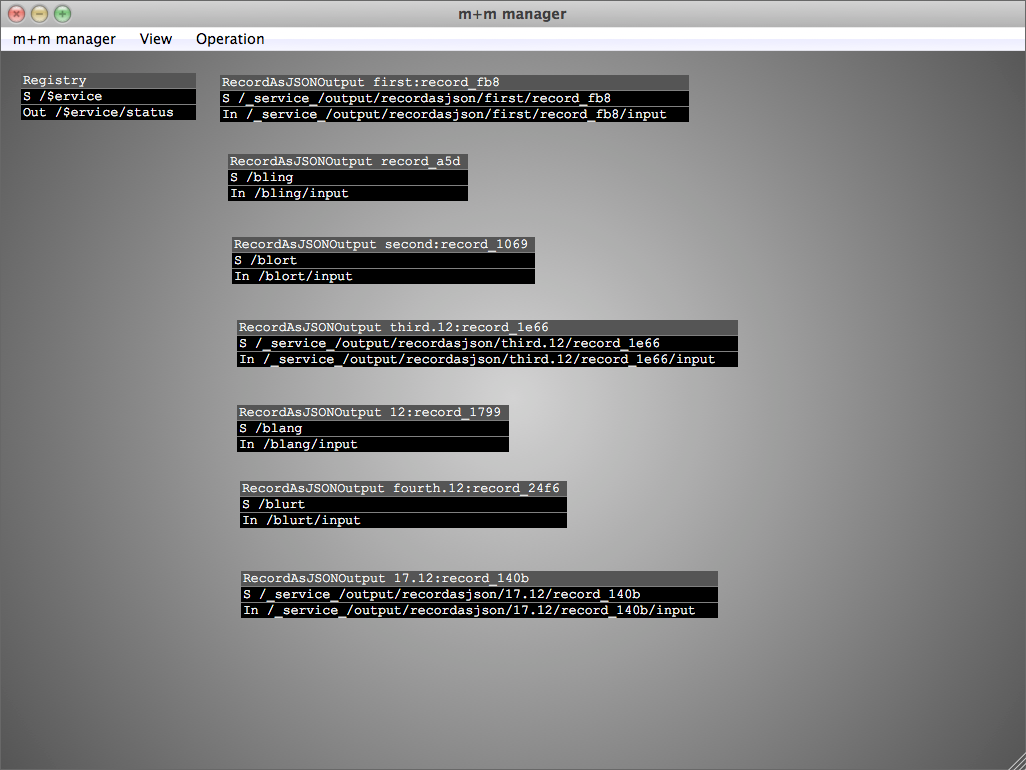 m+m manager
m+m manager View Operation
Registry
S /$ervice
Out /$ervice/status
RecordAsJSONOutput first:record_fb8
S /_service_/output/recordasjson/first/record_fb8
In /_service_/output/recordasjson/first/record_fb8/input
RecordAsJSONOutput record_a5d
S /bling
In /bling/input
RecordAsJSONOutput second:record_1069
S /blort
In /blort/input
RecordAsJSONOutput third.12:record_1e66
S /_service_/output/recordasjson/third.12/record_1e66
In /_service_/output/recordasjson/third.12/record_1e66/input
RecordAsJSONOutput 12:record_1799
S /blang
In /blang/input
RecordAsJSONOutput fourth.12:record_24f6
S /blurt
In /blurt/input
RecordAsJSONOutput 17.12:record_140b
S /_service_/output/recordasjson/17.12/record_140b
In /_service_/output/recordasjson/17.12/record_140b/input